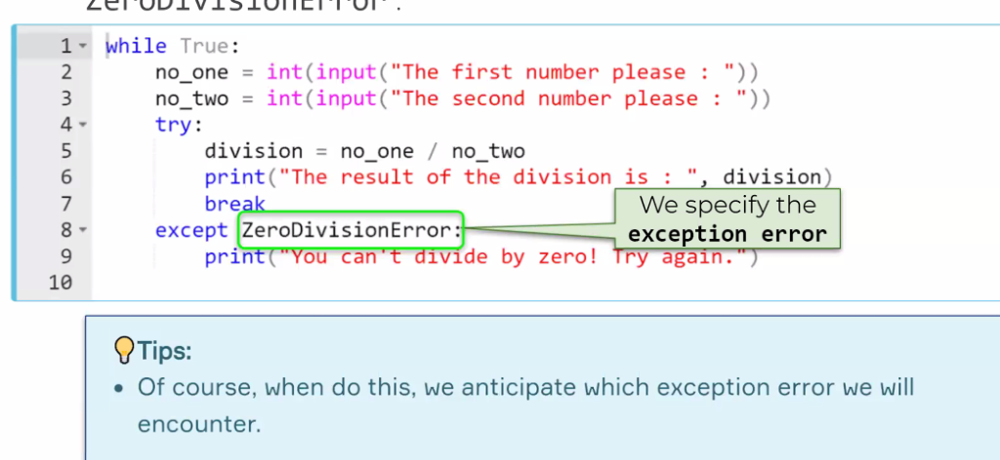 ZeroDivisionError.
1 while True:
2 no_one = int(input("The first number please : "))
3 no_two = int(input("The second number please : "))
4 try:
5 division = no_one / no_two
6 print("The result of the division is : ", division)
7 break
8 except ZeroDivisionError:
9 print("You can't divide by zero! Try again.")
10
We specify the
exception error
Tips:
• Of course, when do this, we anticipate which exception error we will
encounter.